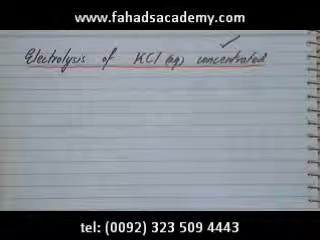 www.fahadsacademy.com
Electrolysis of KCl (aq) concentrated
tel: (0092) 323 509 4443